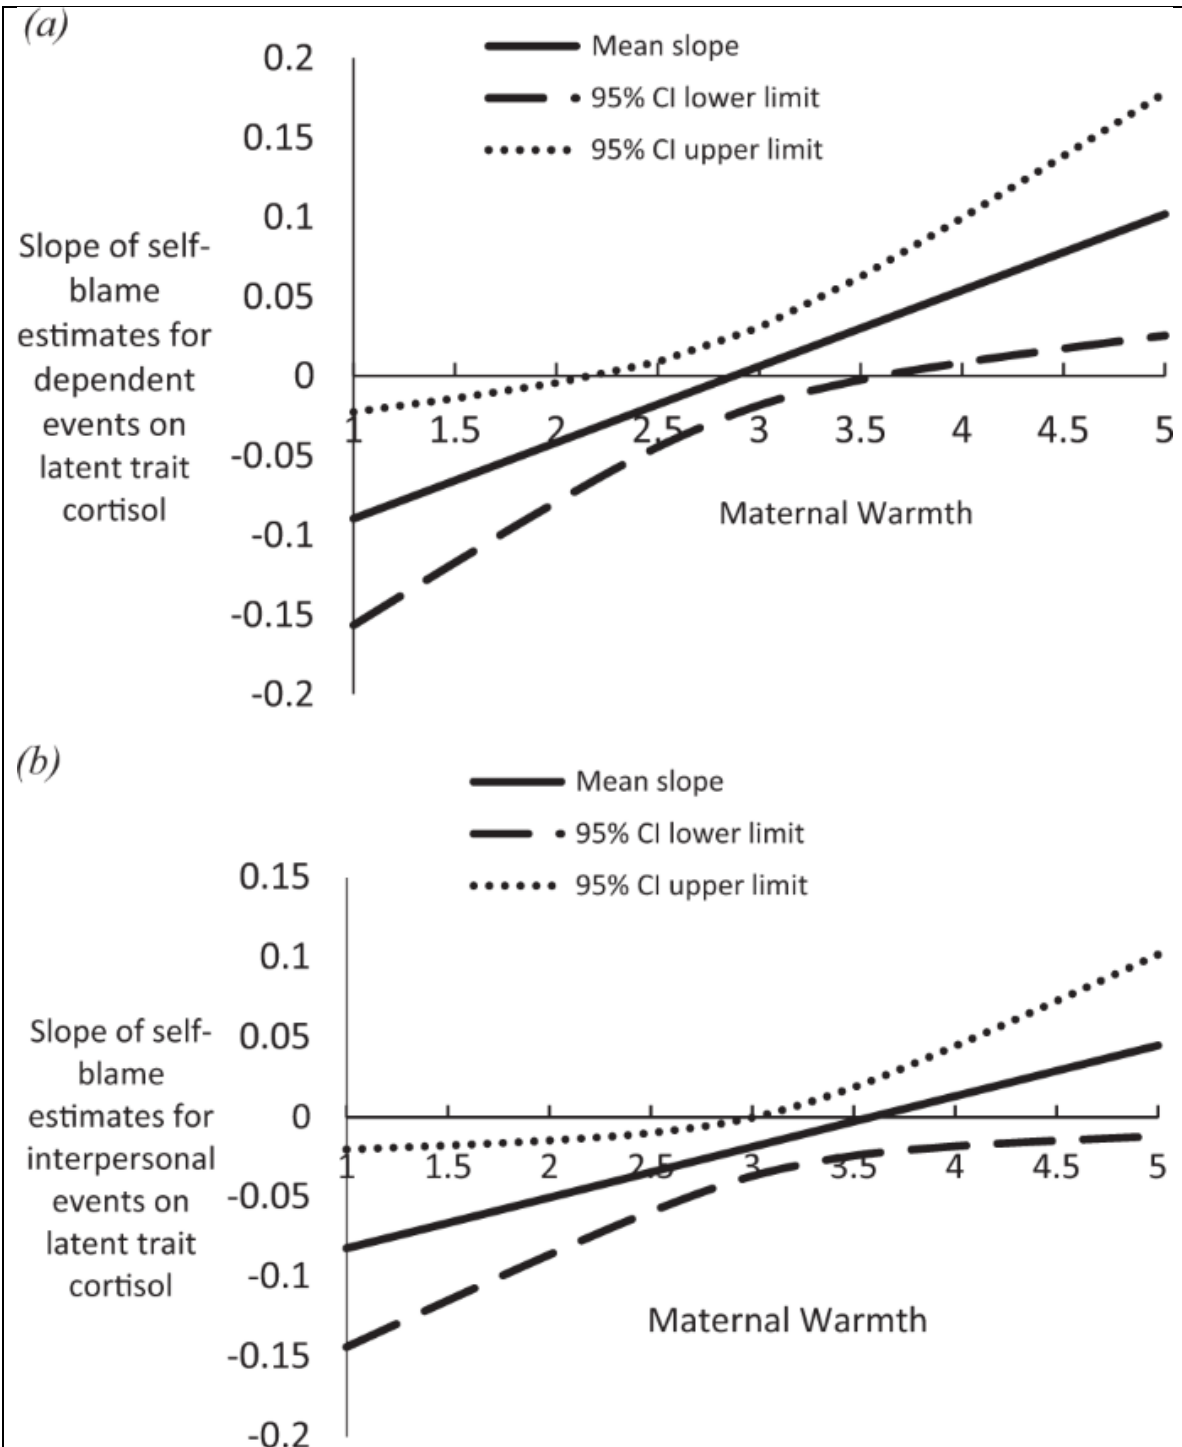 (a)
Mean slope
95% CI lower limit
95% CI upper limit
0.2
0.15
0.1
0.05
0
-0.05
-0.1
-0.15
-0.2
Slope of self-
blame
estimates for
dependent
events on
latent trait
cortisol
1 1.5 2 2.5 3 3.5 4 4.5 5
Maternal Warmth
(b)
Mean slope
95% CI lower limit
95% CI upper limit
0.15
0.1
0.05
0
-0.05
-0.1
-0.15
-0.2
Slope of self-
blame
estimates for
interpersonal
events on
latent trait
cortisol
1 1.5 2 2.5 3 3.5 4 4.5 5
Maternal Warmth